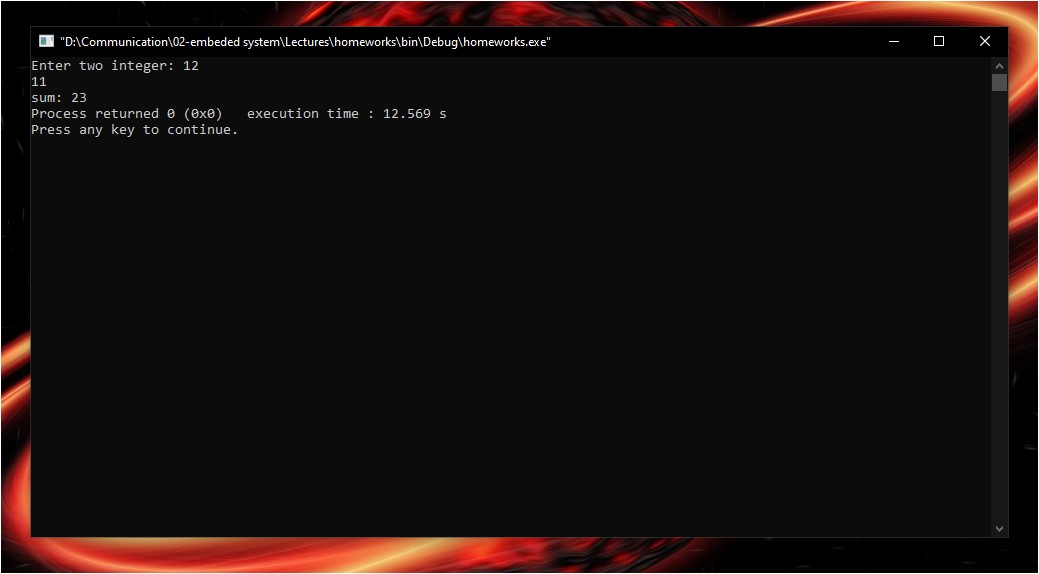 "D:\Communication\02-embeded system\Lectures\homeworks\bin\Debug\homeworks.exe"
Enter two integer: 12
11
sum: 23
Process returned 0 (0x0)   execution time : 12.569 s
Press any key to continue.